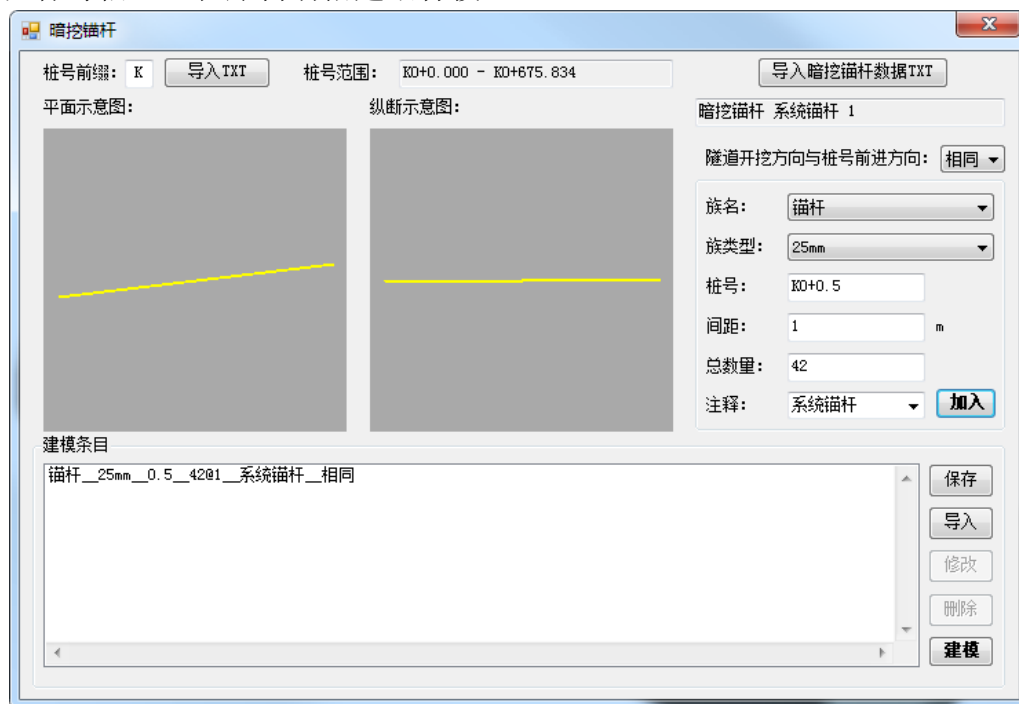 暗挖锚杆
桩号前缀: K 导入TXT 桩号范围: K0+0.000 - K0+675.834 导入暗挖锚杆数据TXT
平面示意图: 纵断示意图: 暗挖锚杆 系统锚杆 1
隧道开挖方向与桩号前进方向: 相同
族名: 锚杆
族类型: 25mm
桩号: K0+0.5
间距: 1 m
总数量: 42
注释: 系统锚杆 加入
建模条目
锚杆__25mm__0.5__42@1__系统锚杆__相同
保存
导入
修改
删除
建模